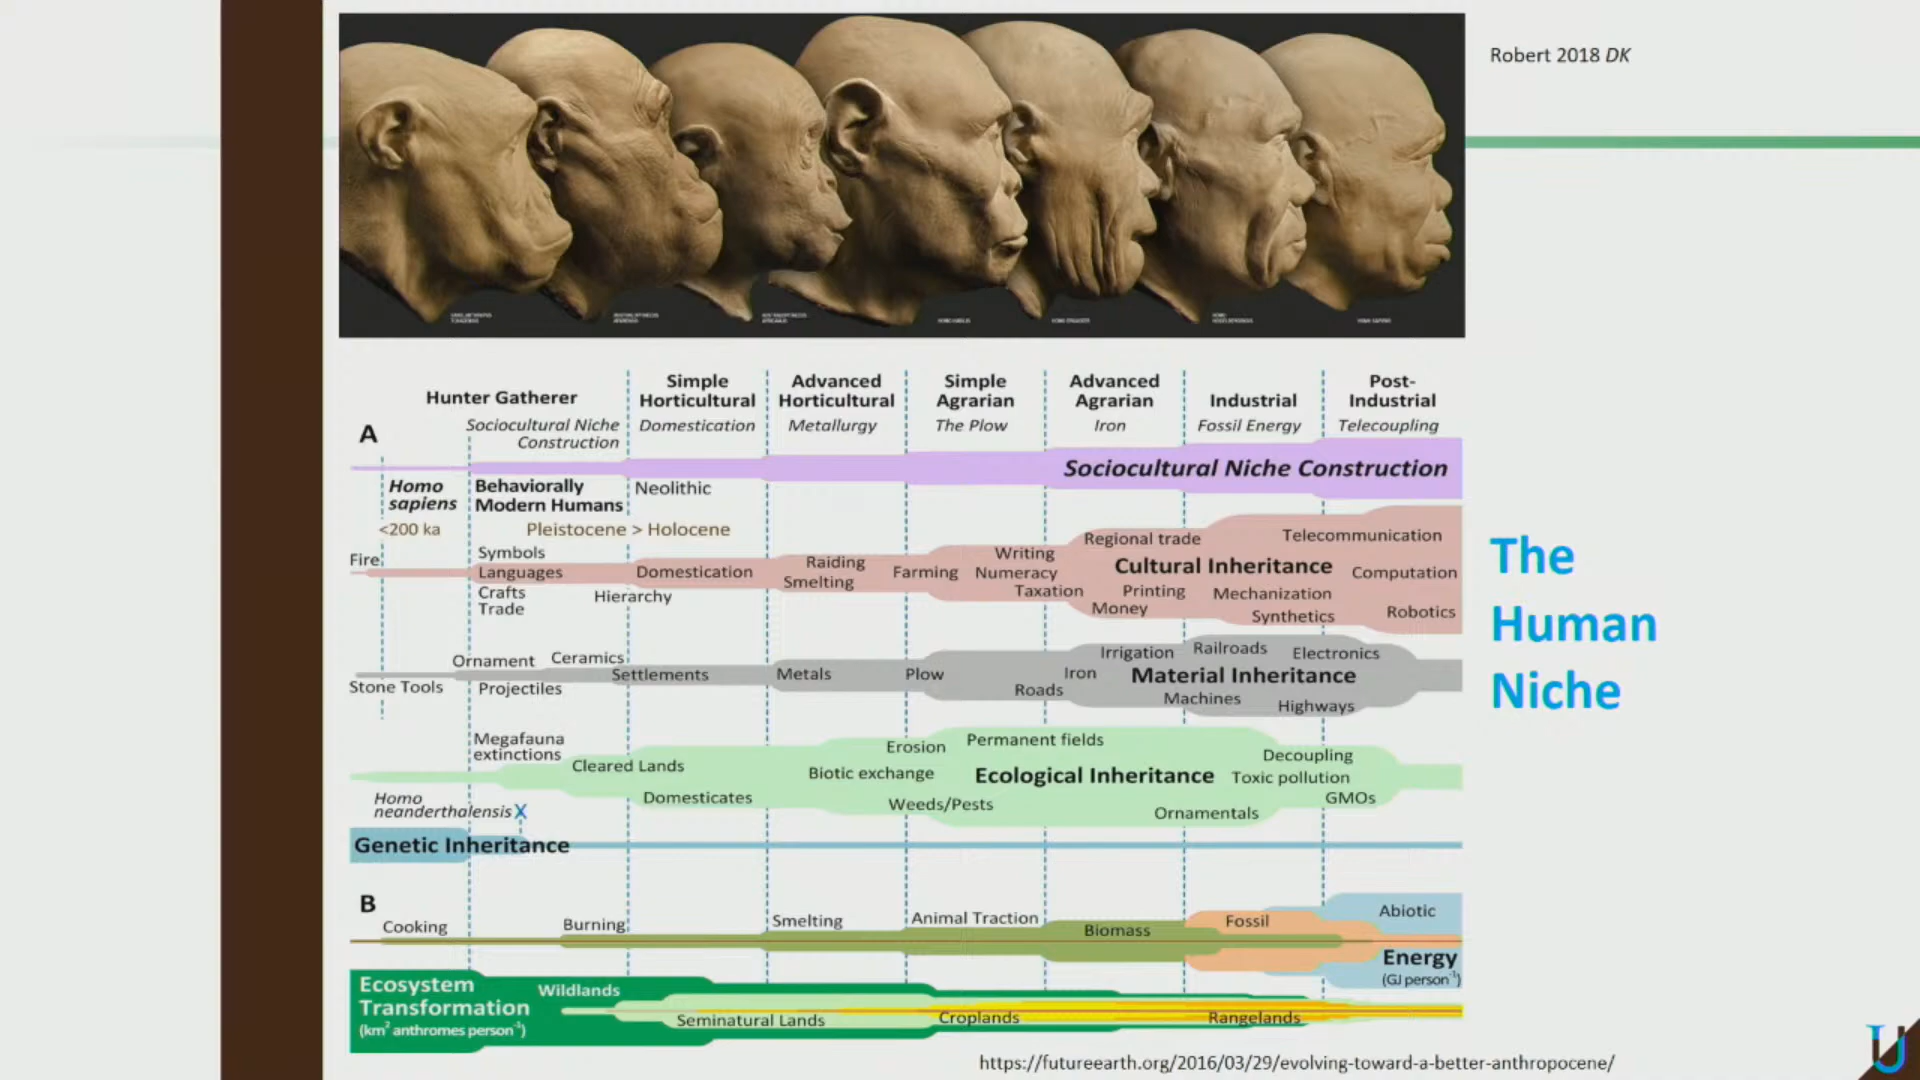 Robert 2018 DK
HOMO HABILIS
HOMO ERGASTER
HOMO SAPIENS
Hunter Gatherer
Simple
Horticultural
Advanced
Horticultural
Simple
Agrarian
Advanced
Agrarian
Industrial
Post-
Industrial
A
Sociocultural Niche
Construction
Domestication
Metallurgy
The Plow
Iron
Fossil Energy
Telecoupling
Sociocultural Niche Construction
Homo
sapiens
<200 ka
Behaviorally
Modern Humans
Neolithic
Pleistocene > Holocene
Fire
Symbols
Languages
Crafts
Trade
Hierarchy
Domestication
Raiding
Smelting
Farming
Writing
Numeracy
Taxation
Regional trade
Cultural Inheritance
Printing
Money
Mechanization
Synthetics
Telecommunication
Computation
Robotics
Stone Tools
Ornament
Ceramics
Projectiles
Settlements
Metals
Plow
Roads
Iron
Irrigation
Railroads
Electronics
Material Inheritance
Machines
Highways
Megafauna
extinctions
Cleared Lands
Domesticates
Erosion
Biotic exchange
Weeds/Pests
Permanent fields
Ecological Inheritance
Ornamentals
Decoupling
Toxic pollution
GMOs
Homo
neanderthalensis X
Genetic Inheritance
B
Cooking
Burning
Smelting
Animal Traction
Biomass
Fossil
Abiotic
Energy
(GJ person-1)
Ecosystem
Transformation
(km2 anthromes person-1)
Wildlands
Seminatural Lands
Croplands
Rangelands
The
Human
Niche
https://futureearth.org/2016/03/29/evolving-toward-a-better-anthropocene/
U